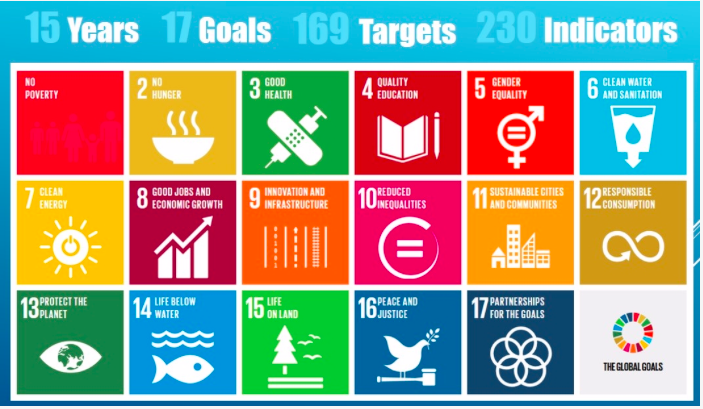 15 Years 17 Goals 169 Targets 230 Indicators
NO
POVERTY
2 NO
HUNGER
3 GOOD
HEALTH
4 QUALITY
EDUCATION
5 GENDER
EQUALITY
6 CLEAN WATER
AND SANITATION
7 CLEAN
ENERGY
8 GOOD JOBS AND
ECONOMIC GROWTH
9 INNOVATION AND
INFRASTRUCTURE
10 REDUCED
INEQUALITIES
11 SUSTAINABLE CITIES
AND COMMUNITIES
12 RESPONSIBLE
CONSUMPTION
13 PROTECT THE
PLANET
14 LIFE BELOW
WATER
15 LIFE
ON LAND
16 PEACE AND
JUSTICE
17 PARTNERSHIPS
FOR THE GOALS
THE GLOBAL GOALS